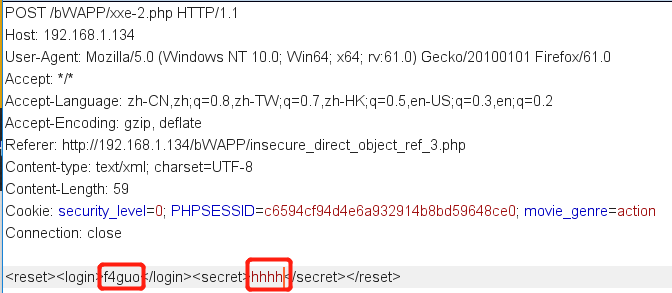 POST /bWAPP/xxe-2.php HTTP/1.1
Host: 192.168.1.134
User-Agent: Mozilla/5.0 (Windows NT 10.0; Win64; x64; rv:61.0) Gecko/20100101 Firefox/61.0
Accept: */*
Accept-Language: zh-CN,zh;q=0.8,zh-TW;q=0.7,zh-HK;q=0.5,en-US;q=0.3,en;q=0.2
Accept-Encoding: gzip, deflate
Referer: http://192.168.1.134/bWAPP/insecure_direct_object_ref_3.php
Content-type: text/xml; charset=UTF-8
Content-Length: 59
Cookie: security_level=0; PHPSESSID=c6594cf94d4e6a932914b8bd59648ce0; movie_genre=action
Connection: close
<reset><login>f4guo</login><secret>hhhh</secret></reset>